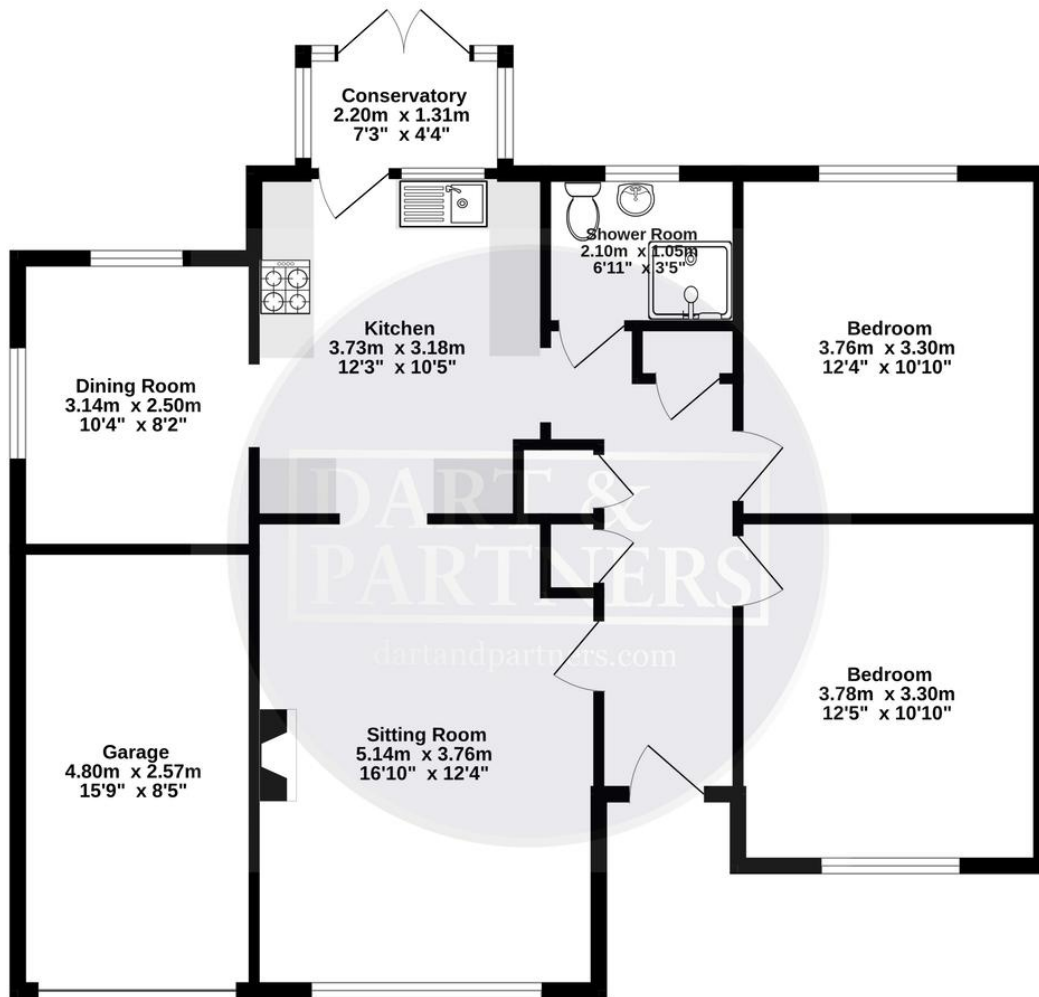 Conservatory
2.20m x 1.31m
7'3" x 4'4"
Shower Room
2.10m x 1.05m
6'11" x 3'5"
Kitchen
3.73m x 3.18m
12'3" x 10'5"
Bedroom
3.76m x 3.30m
12'4" x 10'10"
Dining Room
3.14m x 2.50m
10'4" x 8'2"
DART &
PARTNERS
dartandpartners.com
Bedroom
3.78m x 3.30m
12'5" x 10'10"
Sitting Room
5.14m x 3.76m
16'10" x 12'4"
Garage
4.80m x 2.57m
15'9" x 8'5"